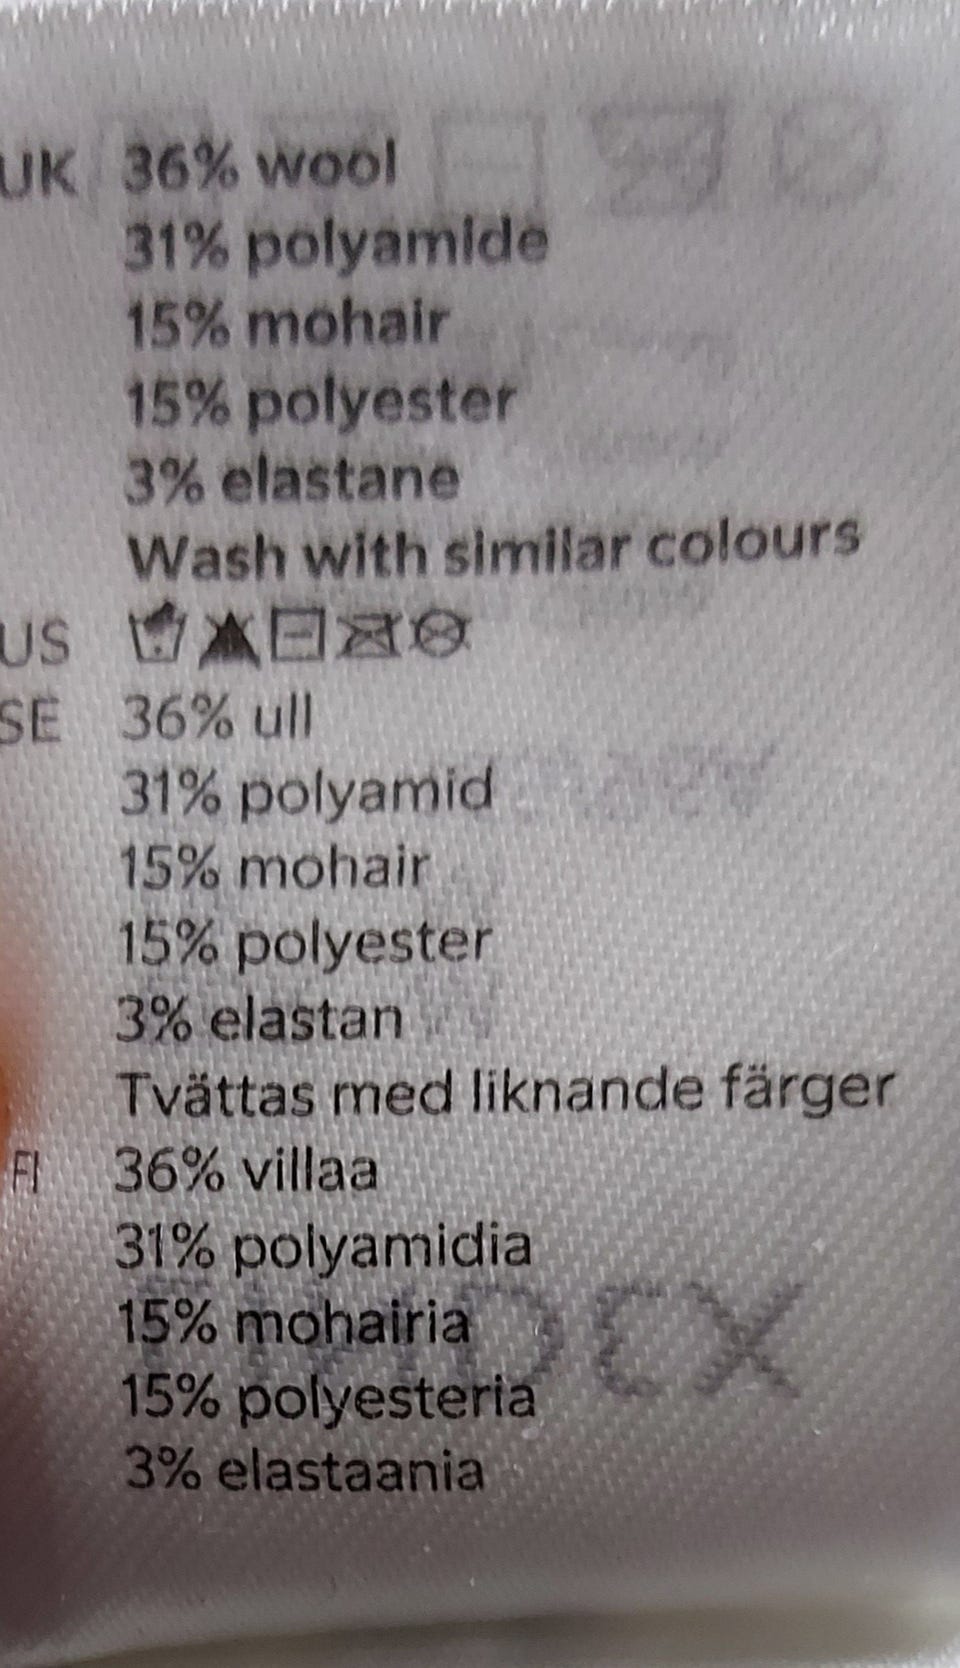 UK 36% wool
31% polyamide
15% mohair
15% polyester
3% elastane
Wash with similar colours
US
SE 36% ull
31% polyamid
15% mohair
15% polyester
3% elastan
Tvättas med liknande färger
FI 36% villaa
31% polyamidia
15% mohairia
15% polyesteria
3% elastaania